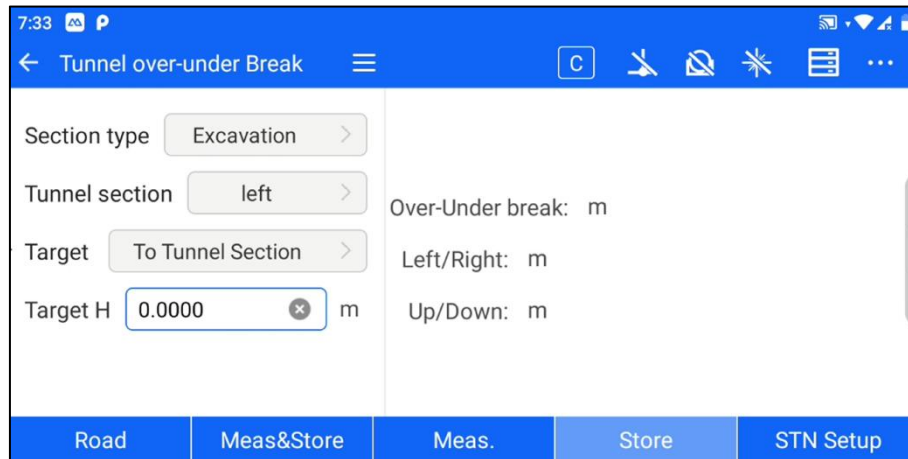 7:33
Tunnel over-under Break
C
Section type Excavation
Tunnel section left
Target To Tunnel Section
Target H 0.0000 m
Over-Under break: m
Left/Right: m
Up/Down: m
Road Meas&Store Meas. Store STN Setup